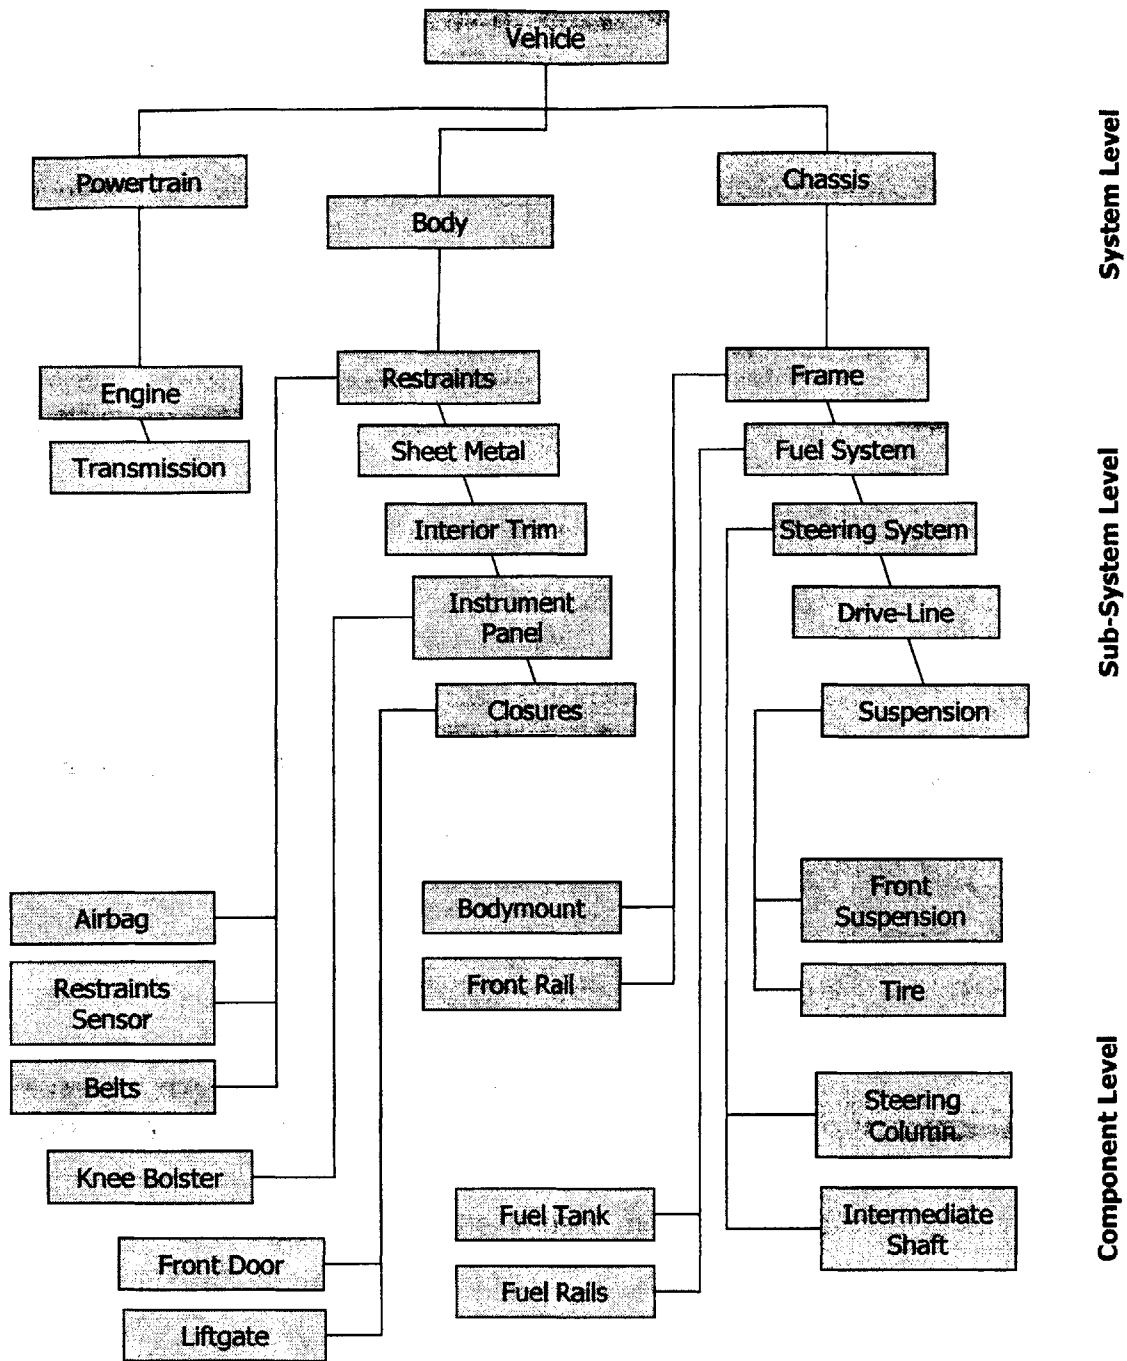 Vehicle
System Level
Powertrain
Chassis
Body
Engine
Restraints
Frame
Transmission
Sheet Metal
Fuel System
Sub-System Level
Interior Trim
Steering System
Instrument
Panel
Drive-Line
Closures
Suspension
Airbag
Bodymount
Front
Suspension
Restraints
Sensor
Front Rail
Tire
Belts
Steering
Column
Component Level
Knee Bolster
Fuel Tank
Intermediate
Shaft
Front Door
Fuel Rails
Liftgate